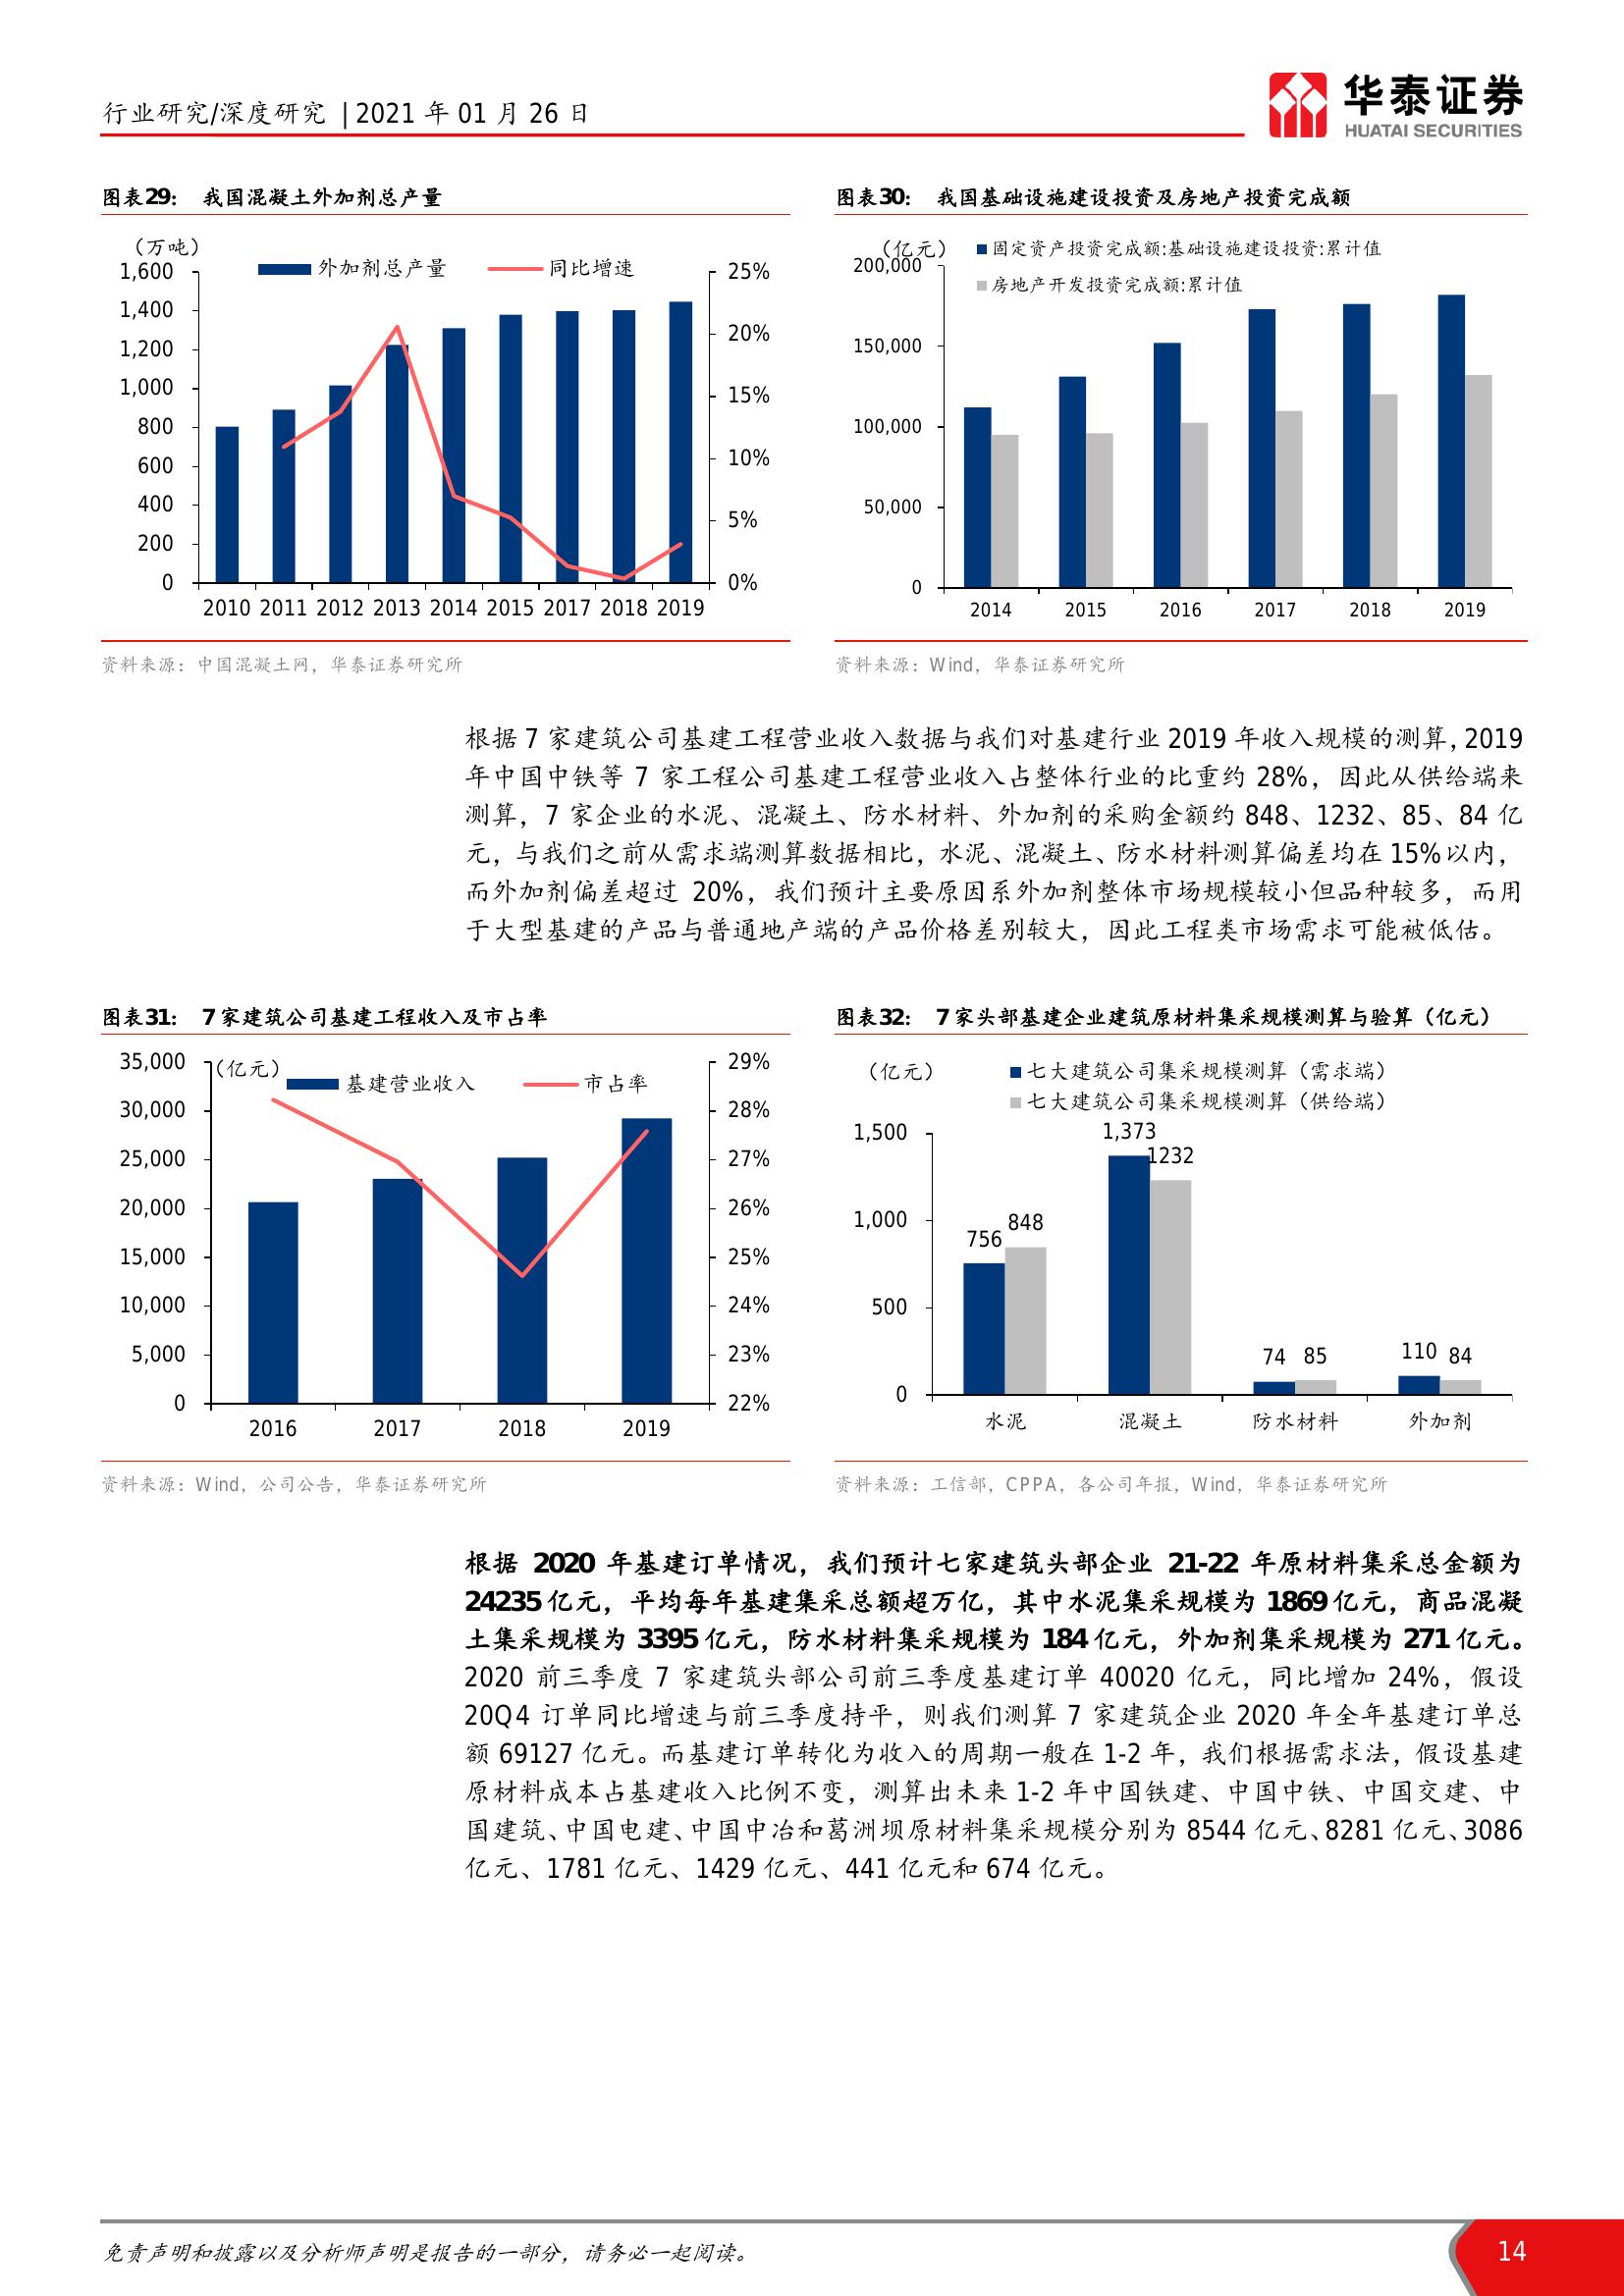 行业研究/深度研究 | 2021 年 01 月 26 日
华泰证券
HUATAI SECURITIES
图表29： 我国混凝土外加剂总产量
（万吨）
外加剂总产量
同比增速
1,600
1,400
1,200
1,000
800
600
400
200
0
25%
20%
15%
10%
5%
0%
2010 2011 2012 2013 2014 2015 2017 2018 2019
资料来源：中国混凝土网，华泰证券研究所
图表30： 我国基础设施建设投资及房地产投资完成额
（亿元）
固定资产投资完成额:基础设施建设投资:累计值
房地产开发投资完成额:累计值
200,000
150,000
100,000
50,000
0
2014 2015 2016 2017 2018 2019
资料来源：Wind，华泰证券研究所
根据 7 家建筑公司基建工程营业收入数据与我们对基建行业 2019 年收入规模的测算，2019
年中国中铁等 7 家工程公司基建工程营业收入占整体行业的比重约 28%，因此从供给端来
测算，7 家企业的水泥、混凝土、防水材料、外加剂的采购金额约 848、1232、85、84 亿
元，与我们之前从需求端测算数据相比，水泥、混凝土、防水材料测算偏差均在 15%以内，
而外加剂偏差超过 20%，我们预计主要原因系外加剂整体市场规模较小但品种较多，而用
于大型基建的产品与普通地产端的产品价格差别较大，因此工程类市场需求可能被低估。
图表31： 7 家建筑公司基建工程收入及市占率
（亿元）
基建营业收入
市占率
35,000
30,000
25,000
20,000
15,000
10,000
5,000
0
29%
28%
27%
26%
25%
24%
23%
22%
2016 2017 2018 2019
资料来源：Wind，公司公告，华泰证券研究所
图表32： 7 家头部基建企业建筑原材料集采规模测算与验算（亿元）
（亿元）
七大建筑公司集采规模测算（需求端）
七大建筑公司集采规模测算（供给端）
1,500
1,000
500
0
756 848
1,373
1232
74 85
110 84
水泥 混凝土 防水材料 外加剂
资料来源：工信部，CPPA，各公司年报，Wind，华泰证券研究所
根据 2020 年基建订单情况，我们预计七家建筑头部企业 21-22 年原材料集采总金额为
24235 亿元，平均每年基建集采总额超万亿，其中水泥集采规模为 1869 亿元，商品混凝
土集采规模为 3395 亿元，防水材料集采规模为 184 亿元，外加剂集采规模为 271 亿元。
2020 前三季度 7 家建筑头部公司前三季度基建订单 40020 亿元，同比增加 24%，假设
20Q4 订单同比增速与前三季度持平，则我们测算 7 家建筑企业 2020 年全年基建订单总
额 69127 亿元。而基建订单转化为收入的周期一般在 1-2 年，我们根据需求法，假设基建
原材料成本占基建收入比例不变，测算出未来 1-2 年中国铁建、中国中铁、中国交建、中
国建筑、中国电建、中国中冶和葛洲坝原材料集采规模分别为 8544 亿元、8281 亿元、3086
亿元、1781 亿元、1429 亿元、441 亿元和 674 亿元。
免责声明和披露以及分析师声明是报告的一部分，请务必一起阅读。
14